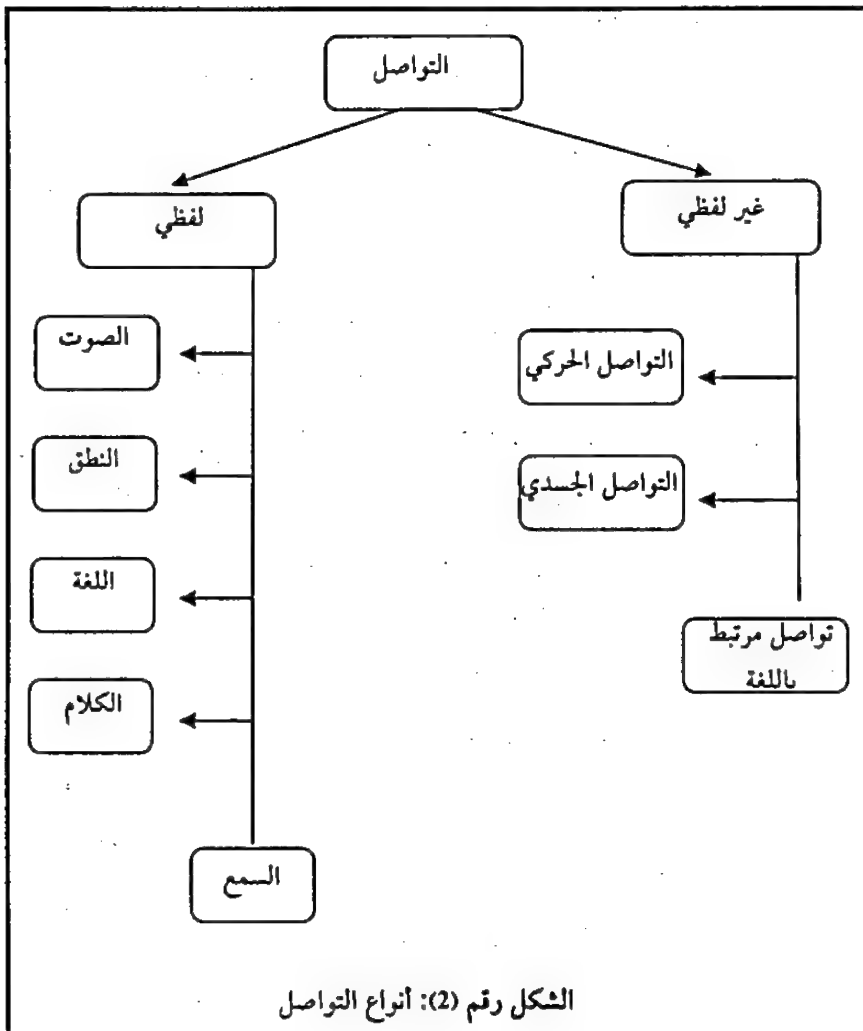 التواصل
غير لفظي
لفظي
التواصل الحركي
التواصل الجسدي
تواصل مرتبط
باللغة
الصوت
النطق
اللغة
الكلام
السمع
الشكل رقم (2): أنواع التواصل